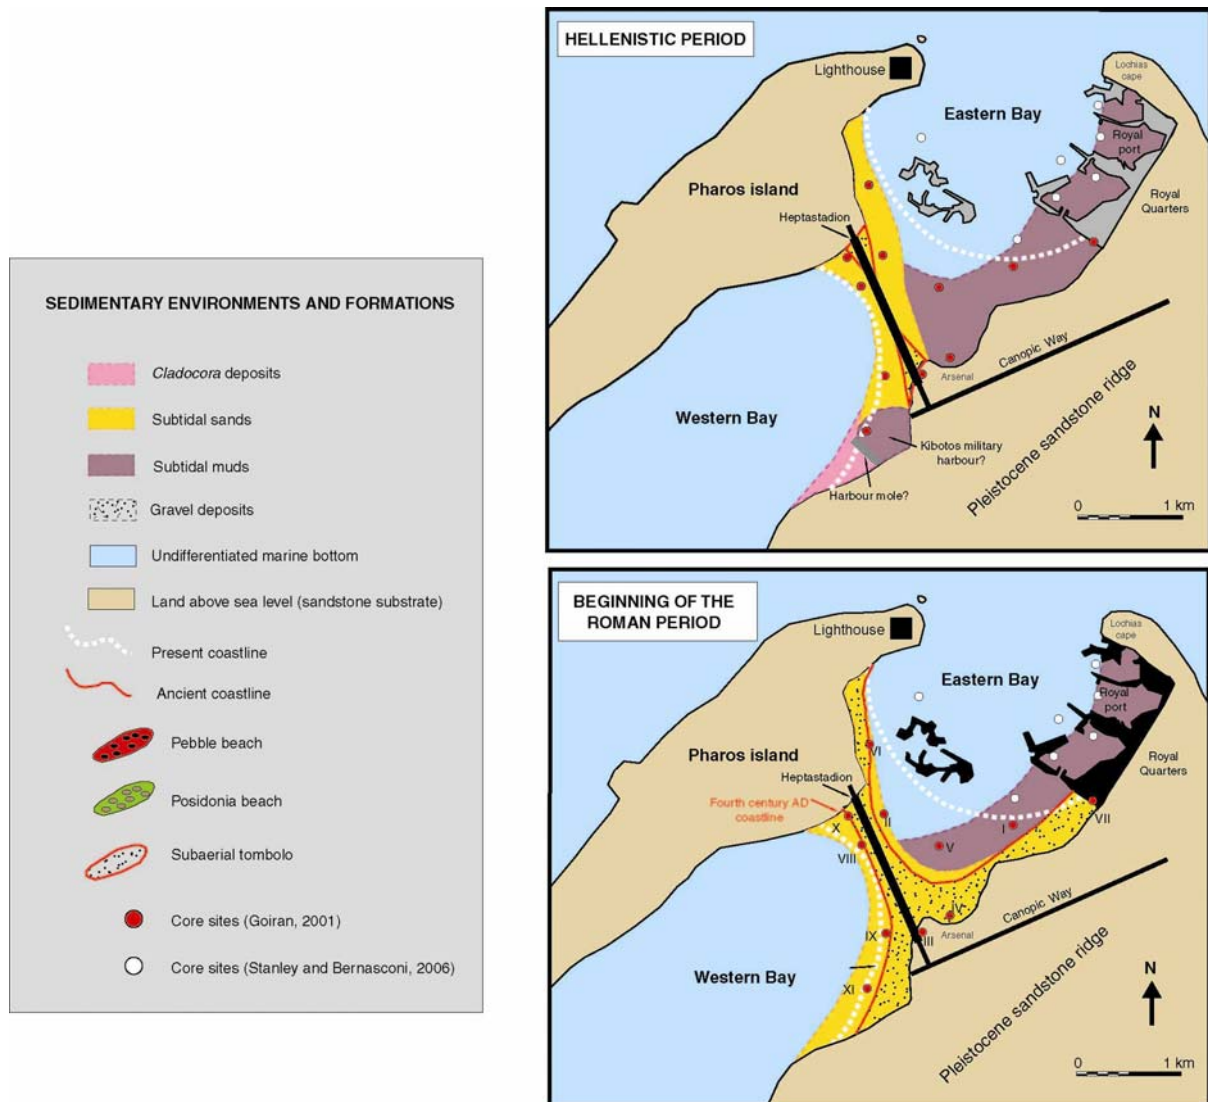 SEDIMENTARY ENVIRONMENTS AND FORMATIONS
Cladocora deposits
Subtidal sands
Subtidal muds
Gravel deposits
Undifferentiated marine bottom
Land above sea level (sandstone substrate)
Present coastline
Ancient coastline
Pebble beach
Posidonia beach
Subaerial tombolo
Core sites (Goiran, 2001)
Core sites (Stanley and Bernasconi, 2006)
HELLENISTIC PERIOD
Lighthouse
Lochias
cape
Eastern Bay
Royal
port
Pharos island
Royal
Quarters
Heptastadion
Canopic Way
Arsenal
Western Bay
Kibotos military
harbour?
Harbour mole?
Pleistocene sandstone ridge
N
0 1 km
BEGINNING OF THE
ROMAN PERIOD
Lighthouse
Lochias
cape
Eastern Bay
Royal
port
Pharos island
VI
Royal
Quarters
Heptastadion
Fourth century AD
coastline
X
II
I
VII
VIII
V
IV
Canopic Way
IX
III
Arsenal
Western Bay
XI
Pleistocene sandstone ridge
N
0 1 km